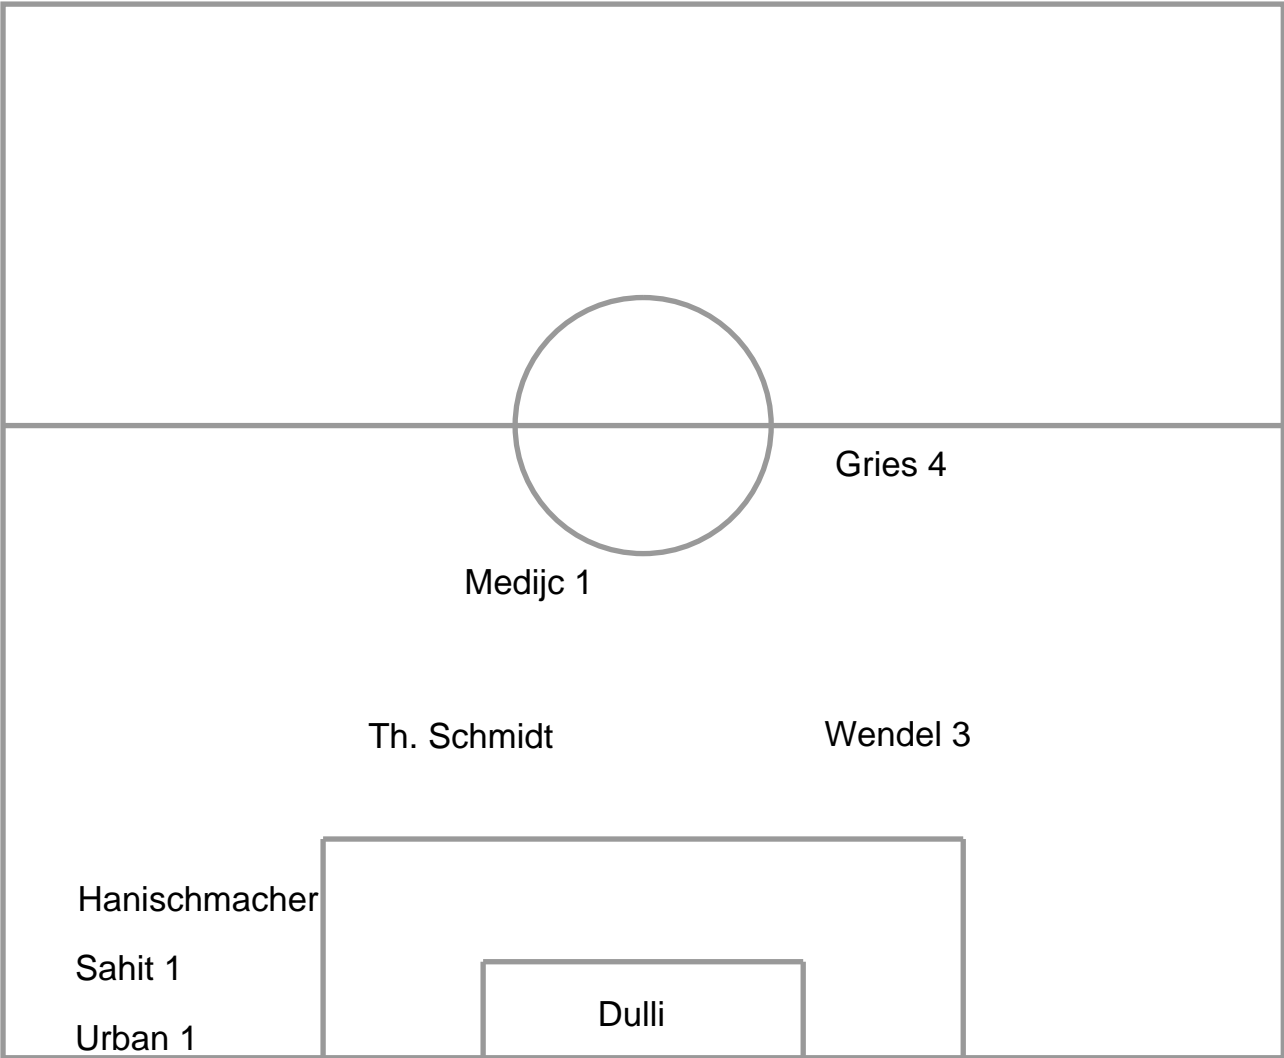 Gries 4
Medijc 1
Th. Schmidt
Wendel 3
Hanischmacher
Sahit 1
Dulli
Urban 1